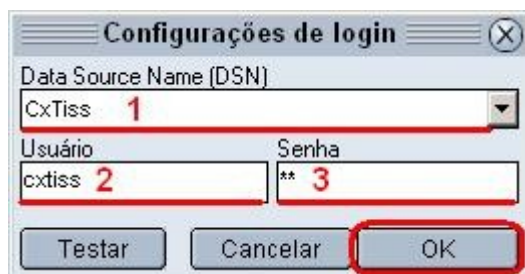 Configurações de login
Data Source Name (DSN)
CxTiss 1
Usuário Senha
cxtiss 2 ** 3
Testar Cancelar OK